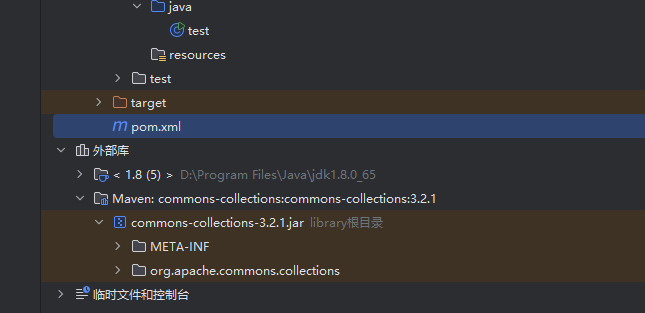 java
test
resources
test
target
pom.xml
外部库
< 1.8 (5) > D:\Program Files\Java\jdk1.8.0_65
Maven: commons-collections:commons-collections:3.2.1
commons-collections-3.2.1.jar library根目录
META-INF
org.apache.commons.collections
临时文件和控制台